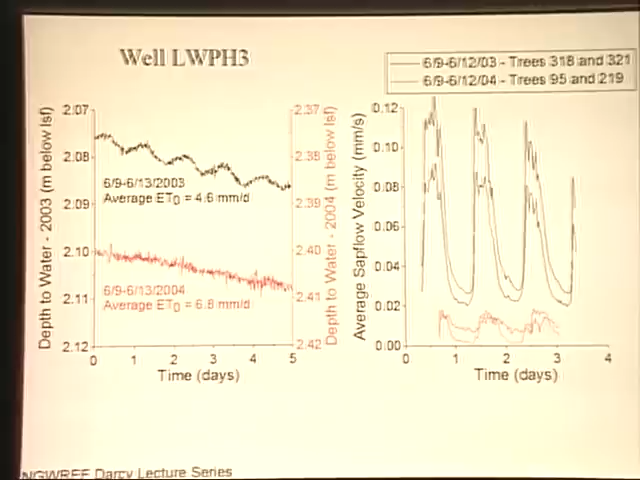 Well LWPH3
6/9-6/12/03 - Trees 318 and 321
6/9-6/12/04 - Trees 95 and 219
Depth to Water - 2003 (m below lsf)
2.07
2.08
2.09
2.10
2.11
2.12
6/9-6/13/2003
Average ET0 = 4.6 mm/d
6/9-6/13/2004
Average ET0 = 6.8 mm/d
0 1 2 3 4 5
Time (days)
2.37
2.38
2.39
2.40
2.41
2.42
Depth to Water - 2004 (m below lsf)
Average Sapflow Velocity (mm/s)
0.12
0.10
0.08
0.06
0.04
0.02
0.00
0 1 2 3 4
Time (days)
NGWREF Darcy Lecture Series